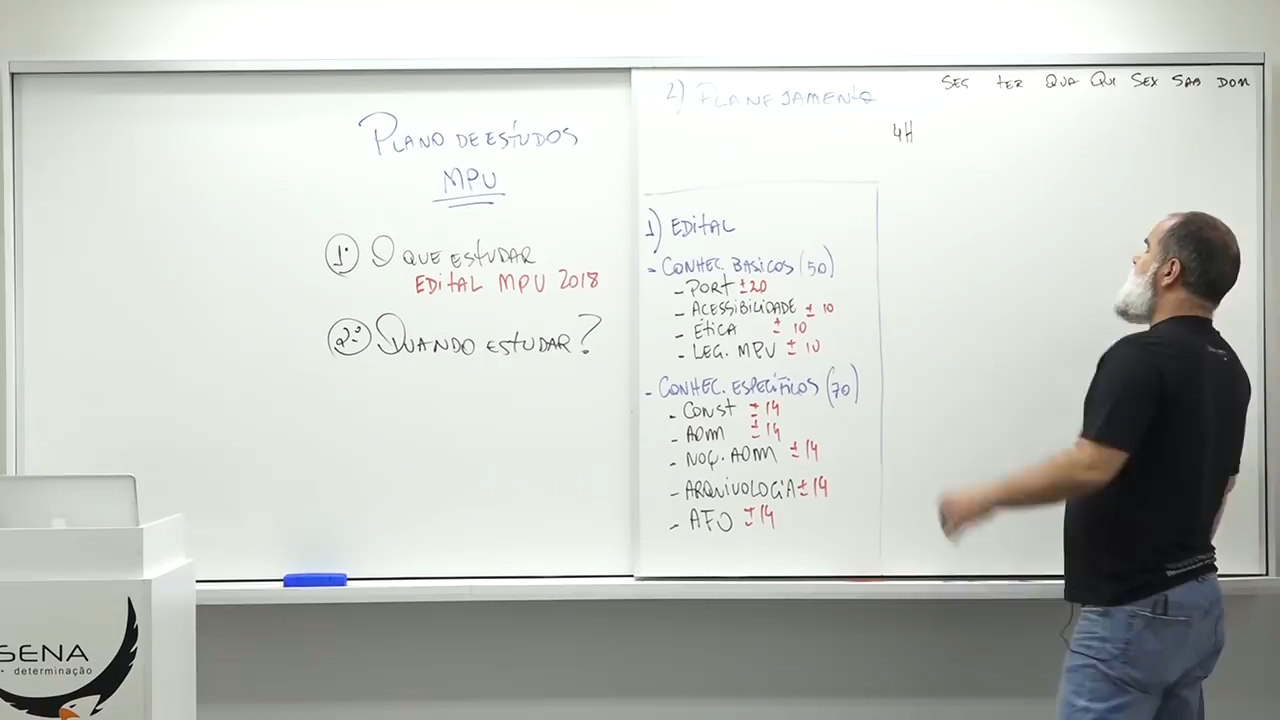 PLANO DE ESTUDOS
MPU
1º O QUE ESTUDAR
EDITAL MPU 2018
2º QUANDO ESTUDAR?
2) PLANEJAMENTO
SEG TER QUA QUI SEX SAB DOM
4H
1) EDITAL
- CONHEC. BÁSICOS (50)
- PORT ±20
- ACESSIBILIDADE ± 10
- ÉTICA ± 10
- LEG. MPU ± 10
- CONHEC. ESPECÍFICOS (70)
- CONST ± 14
- ADM ± 14
- NOÇ. ADM ± 14
- ARQUIVOLOGIA ± 14
- AFO ± 14
SENA
• determinação